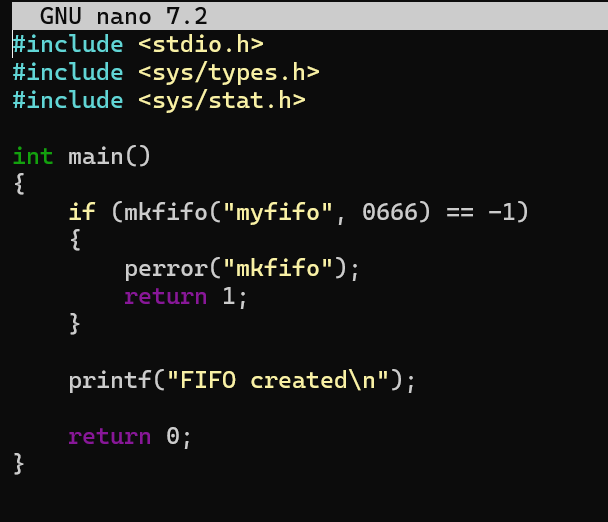 GNU nano 7.2
#include <stdio.h>
#include <sys/types.h>
#include <sys/stat.h>

int main()
{
    if (mkfifo("myfifo", 0666) == -1)
    {
        perror("mkfifo");
        return 1;
    }

    printf("FIFO created\n");

    return 0;
}